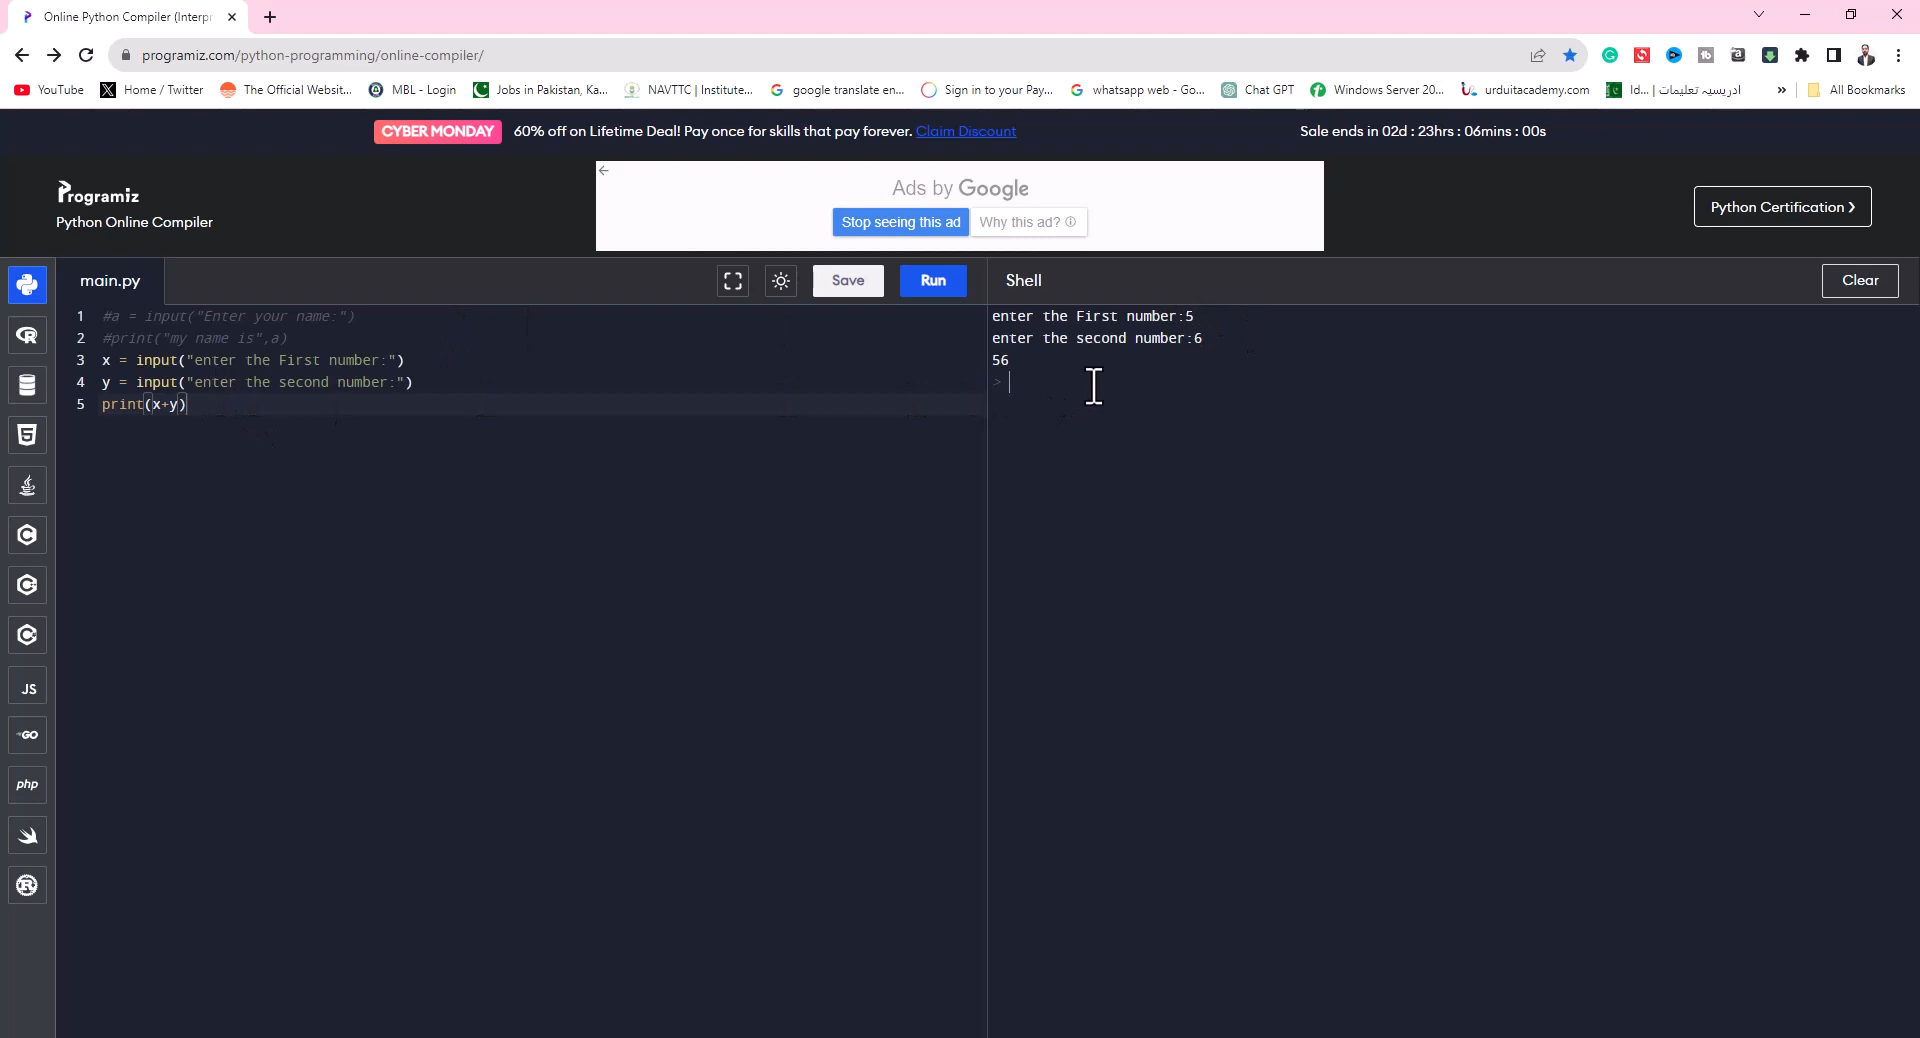 Online Python Compiler (Interpr
programiz.com/python-programming/online-compiler/
YouTube
Home / Twitter
The Official Websit...
MBL - Login
Jobs in Pakistan, Ka...
NAVTTC | Institute...
google translate en...
Sign in to your Pay...
whatsapp web - Go...
Chat GPT
Windows Server 20...
urduitacademy.com
Id... | ادریسیہ تعلیمات
»
All Bookmarks
CYBER MONDAY 60% off on Lifetime Deal! Pay once for skills that pay forever. Claim Discount
Sale ends in 02d : 23hrs : 06mins : 00s
Programiz
Python Online Compiler
Ads by Google
Stop seeing this ad
Why this ad?
Python Certification ❯
main.py
Save
Run
Shell
Clear
1 #a = input("Enter your name:")
2 #print("my name is",a)
3 x = input("enter the First number:")
4 y = input("enter the second number:")
5 print(x+y)
enter the First number:5
enter the second number:6
56
>
JS
GO
php